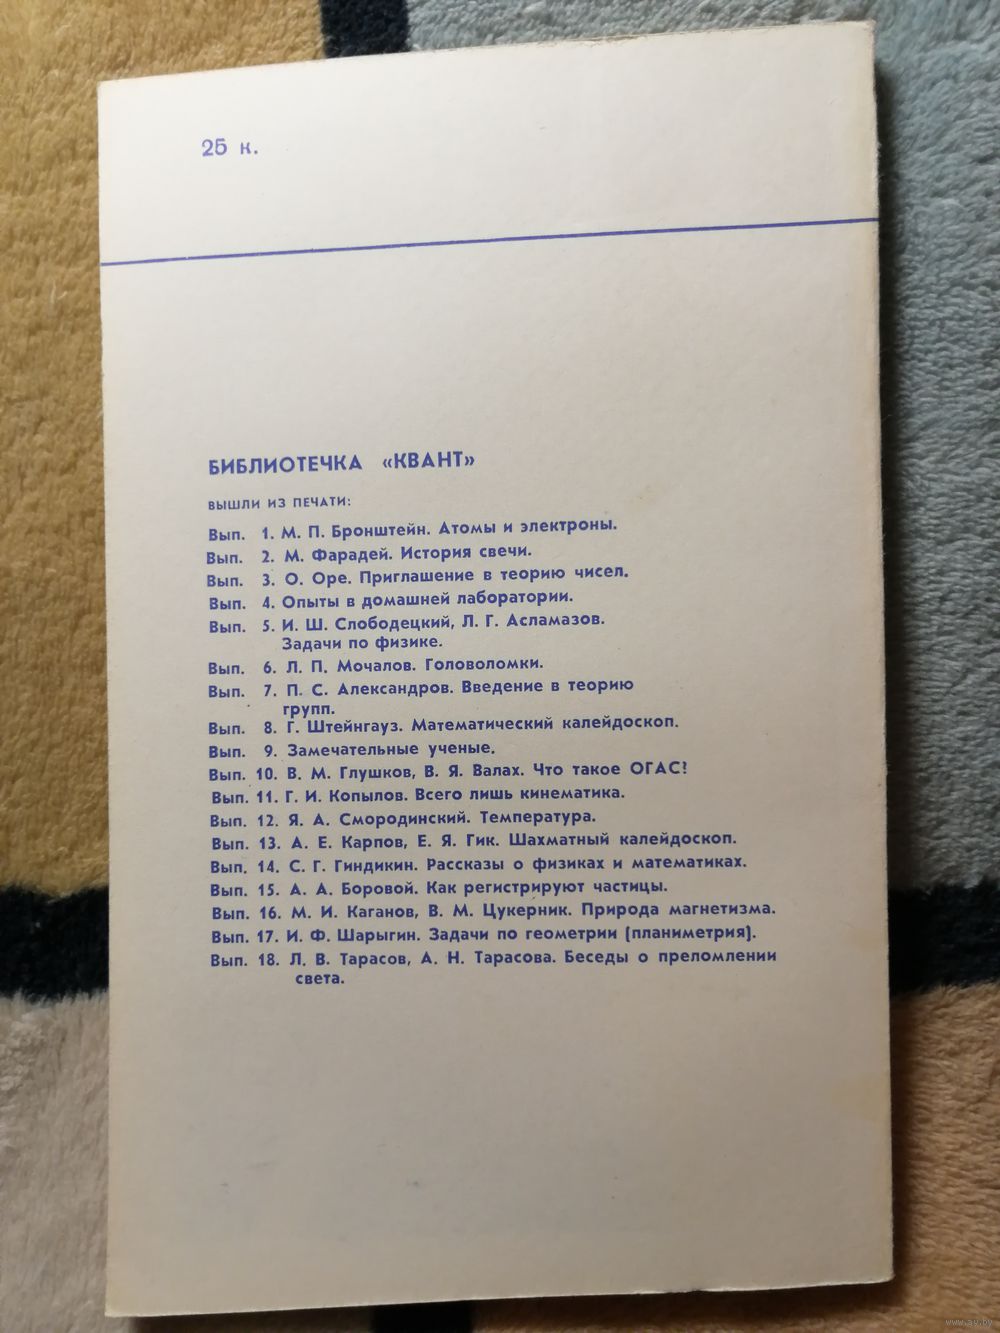 25 к.
БИБЛИОТЕЧКА «КВАНТ»
ВЫШЛИ ИЗ ПЕЧАТИ:
Вып. 1. М. П. Бронштейн. Атомы и электроны.
Вып. 2. М. Фарадей. История свечи.
Вып. 3. О. Оре. Приглашение в теорию чисел.
Вып. 4. Опыты в домашней лаборатории.
Вып. 5. И. Ш. Слободецкий, Л. Г. Асламазов.
Задачи по физике.
Вып. 6. Л. П. Мочалов. Головоломки.
Вып. 7. П. С. Александров. Введение в теорию
групп.
Вып. 8. Г. Штейнгауз. Математический калейдоскоп.
Вып. 9. Замечательные ученые.
Вып. 10. В. М. Глушков, В. Я. Валах. Что такое ОГАС?
Вып. 11. Г. И. Копылов. Всего лишь кинематика.
Вып. 12. Я. А. Смородинский. Температура.
Вып. 13. А. Е. Карпов, Е. Я. Гик. Шахматный калейдоскоп.
Вып. 14. С. Г. Гиндикин. Рассказы о физиках и математиках.
Вып. 15. А. А. Боровой. Как регистрируют частицы.
Вып. 16. М. И. Каганов, В. М. Цукерник. Природа магнетизма.
Вып. 17. И. Ф. Шарыгин. Задачи по геометрии (планиметрия).
Вып. 18. Л. В. Тарасов, А. Н. Тарасова. Беседы о преломлении
света.
www.ay.by